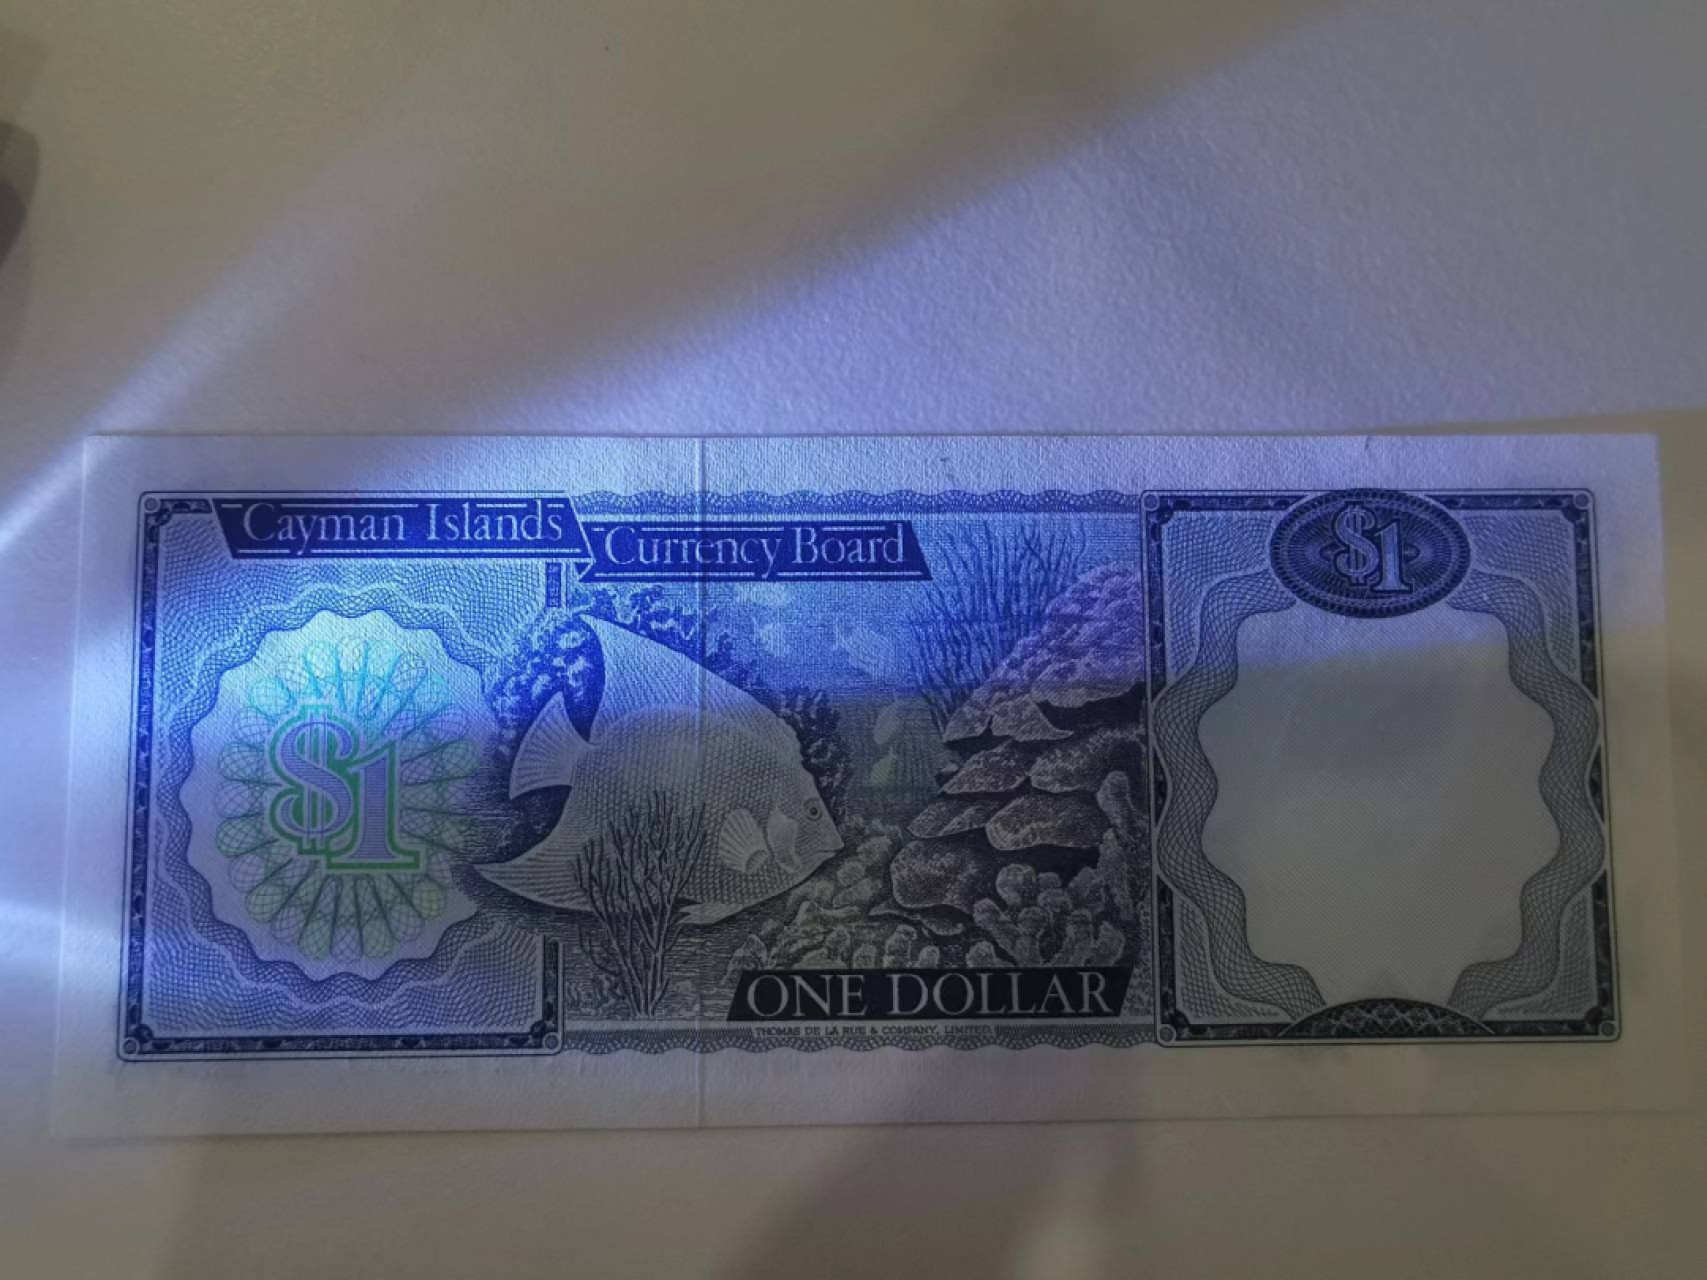 Cayman Islands
Currency Board
$1
$1
ONE DOLLAR
THOMAS DE LA RUE & COMPANY, LIMITED.